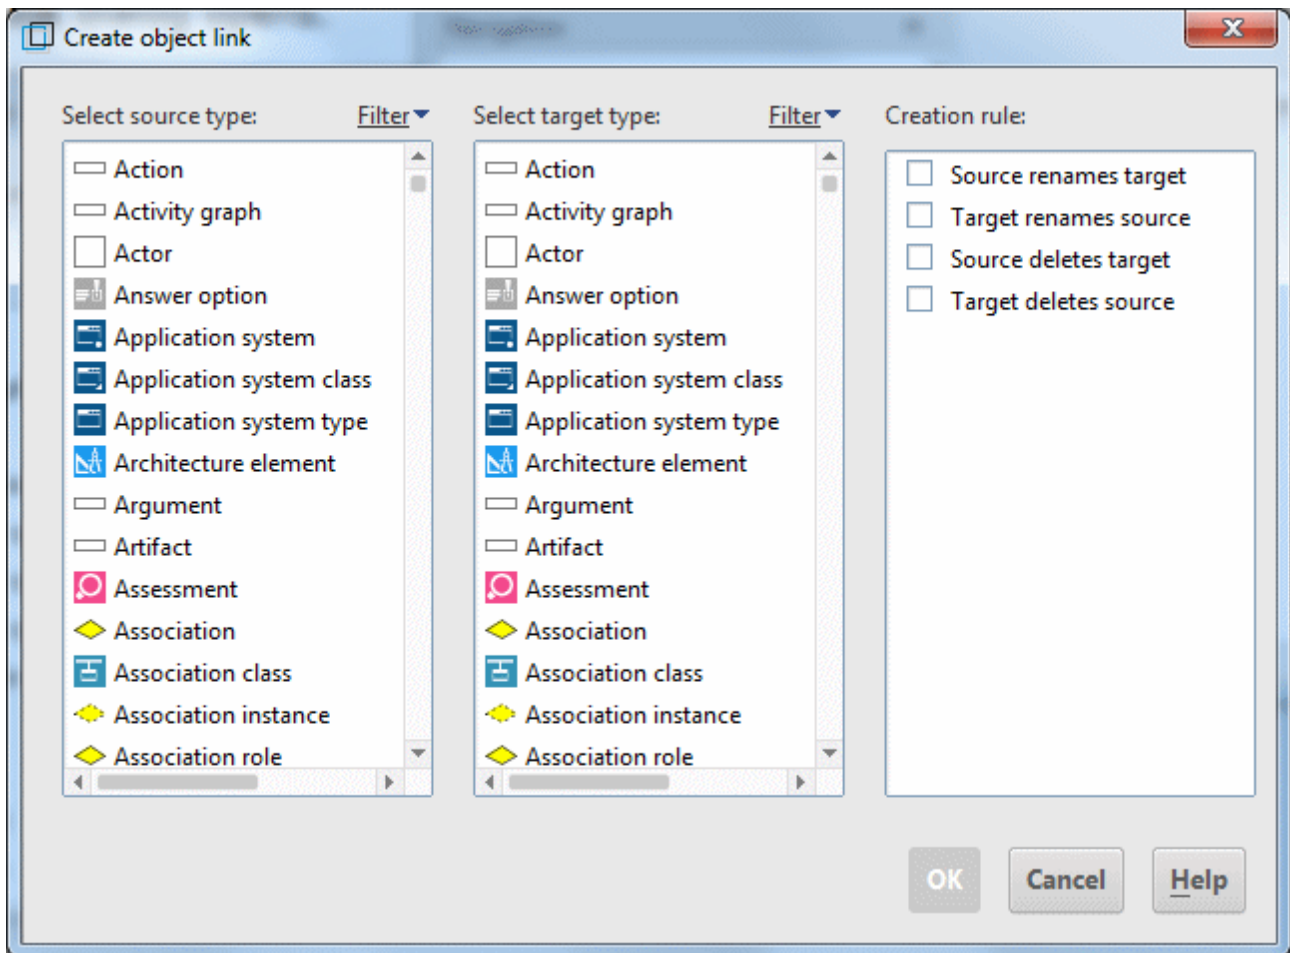 Create object link
Select source type:
Filter
Action
Activity graph
Actor
Answer option
Application system
Application system class
Application system type
Architecture element
Argument
Artifact
Assessment
Association
Association class
Association instance
Association role
Select target type:
Filter
Action
Activity graph
Actor
Answer option
Application system
Application system class
Application system type
Architecture element
Argument
Artifact
Assessment
Association
Association class
Association instance
Association role
Creation rule:
Source renames target
Target renames source
Source deletes target
Target deletes source
OK
Cancel
Help